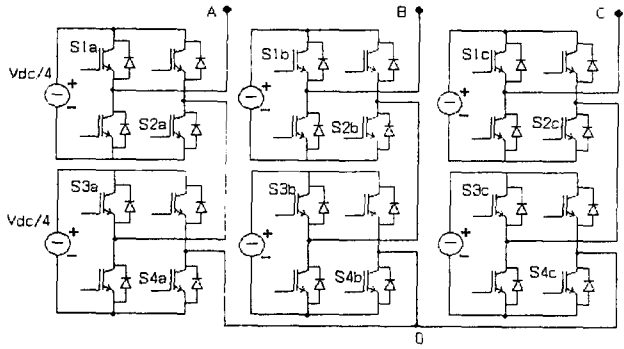 A B C
S1a S1b S1c
Vdc/4 + + +
- - -
S2a S2b S2c
S3a S3b S3c
Vdc/4 + + +
- - -
S4a S4b S4c
0